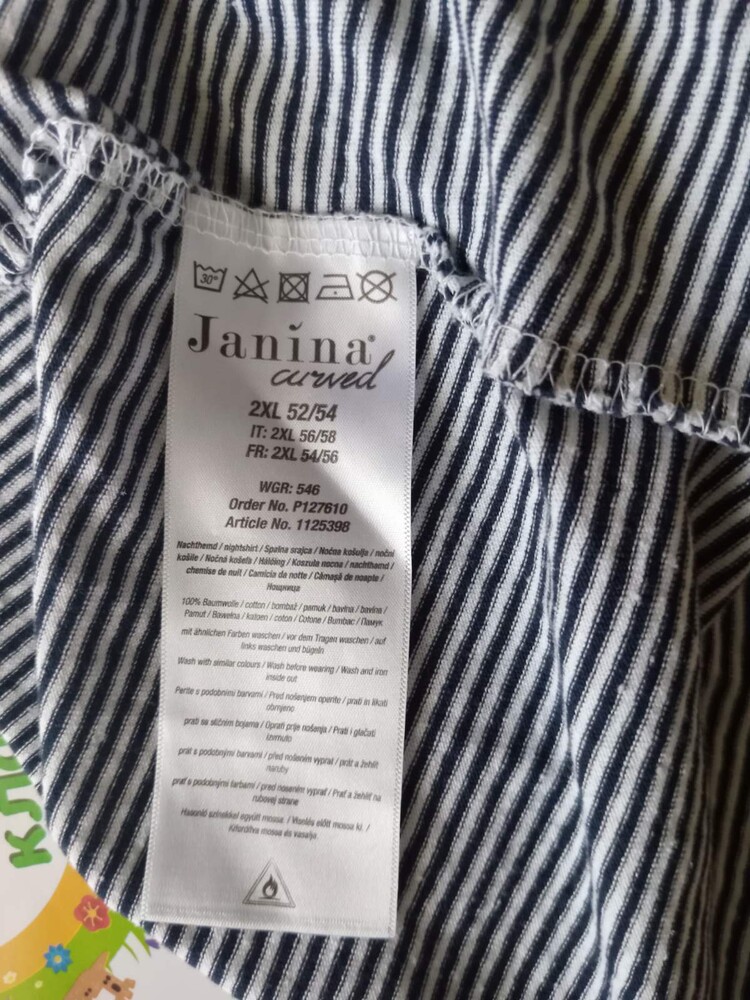 30°
Janina®
curved
2XL 52/54
IT: 2XL 56/58
FR: 2XL 54/56
WGR: 546
Order No. P127610
Article No. 1125398
Nachthemd / nightshirt / Spalna srajca / Noćna košulja / noční
košile / Nočná košeľa / Hálóing / Koszula nocna / nachthemd /
chemise de nuit / Camicia da notte / Cămașă de noapte /
Нощница
100% Baumwolle / cotton / bombaž / pamuk / bavlna / bavlna /
Pamut / Bawełna / katoen / coton / Cotone / Bumbac / Памук
mit ähnlichen Farben waschen / vor dem Tragen waschen / auf
links waschen und bügeln
Wash with similar colours / Wash before wearing / Wash and iron
inside out
Perite s podobnimi barvami / Pred nošenjem operite / prati in likati
obrnjeno
prati sa sličnim bojama / Oprati prije nošenja / Prati i glačati
izvrnuto
prát s podobnými barvami / před nošením vyprat / prát a žehlit
naruby
prať s podobnými farbami / pred nosením vyprať / Prať a žehliť na
rubovej strane
Hasonló színekkel együtt mossa. / Viselés előtt mossa ki. /
Kifordítva mossa és vasalja.
КЛО